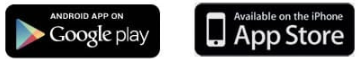 ANDROID APP ON
Google play
Available on the iPhone
App Store